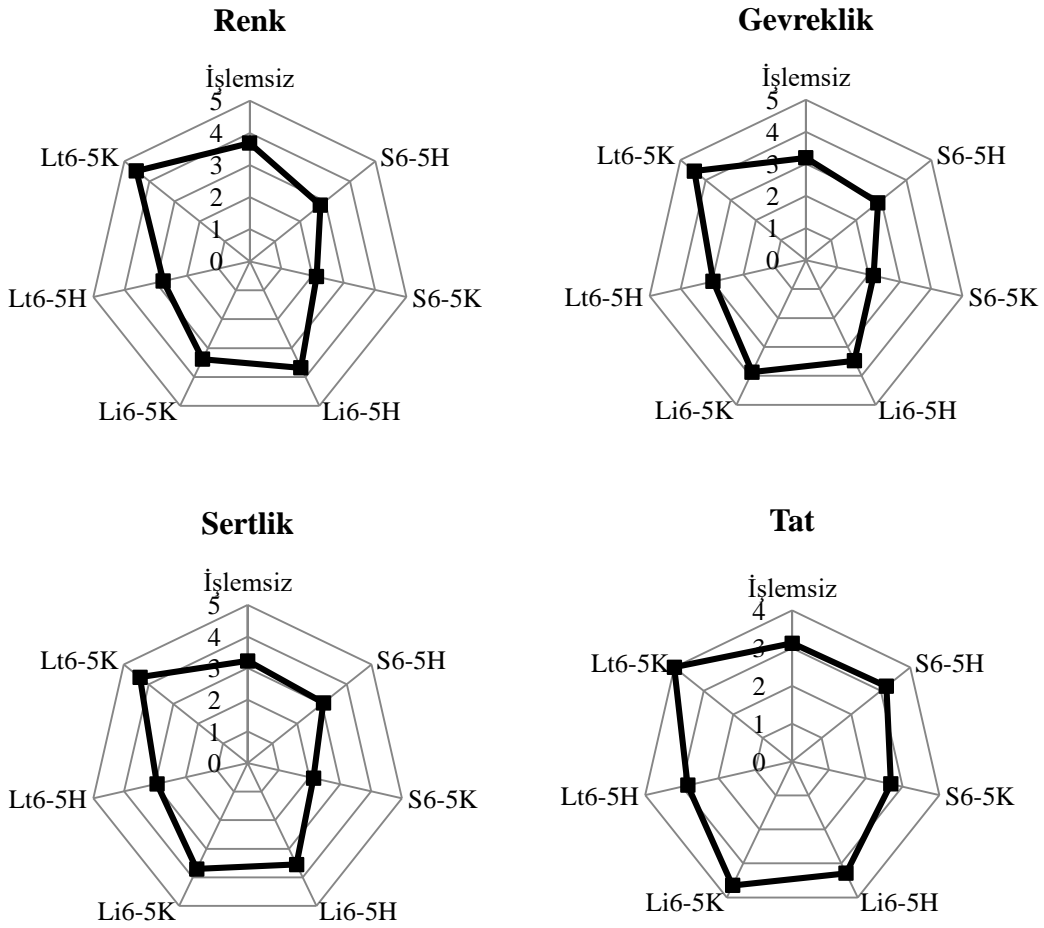 Renk
İşlemsiz
5
4
3
2
1
0
S6-5H
S6-5K
Li6-5H
Li6-5K
Lt6-5H
Lt6-5K
Gevreklik
İşlemsiz
5
4
3
2
1
0
S6-5H
S6-5K
Li6-5H
Li6-5K
Lt6-5H
Lt6-5K
Sertlik
İşlemsiz
5
4
3
2
1
0
S6-5H
S6-5K
Li6-5H
Li6-5K
Lt6-5H
Lt6-5K
Tat
İşlemsiz
4
3
2
1
0
S6-5H
S6-5K
Li6-5H
Li6-5K
Lt6-5H
Lt6-5K